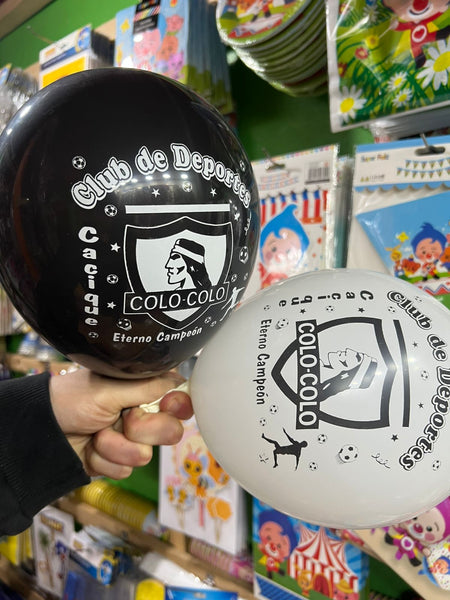 Club de Deportes
Cacique
COLO-COLO
Eterno Campeón
Club de Deportes
Cacique
COLO-COLO
Eterno Campeón